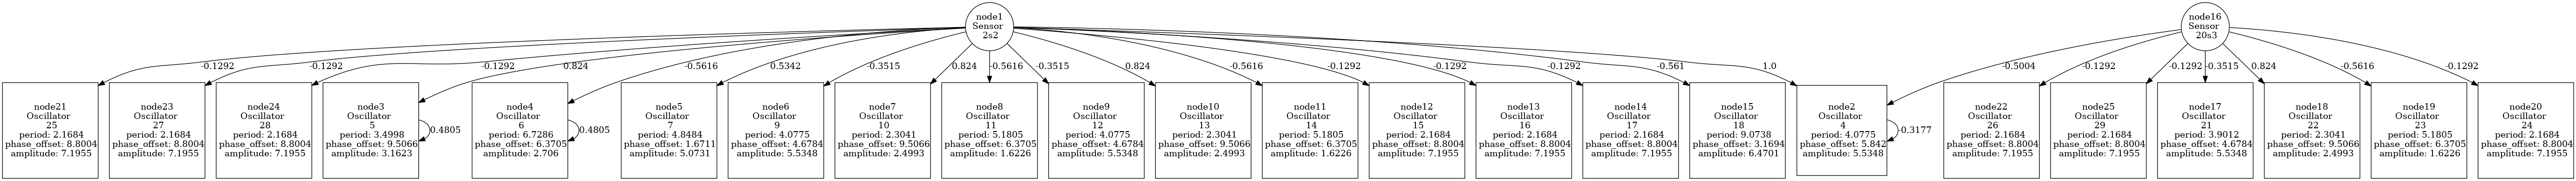 node1
Sensor
2s2
node16
Sensor
20s3
-0.1292
-0.1292
-0.1292
0.824
-0.5616
0.5342
-0.3515
0.824
-0.5616
-0.3515
0.824
-0.5616
-0.1292
-0.1292
-0.1292
-0.561
1.0
-0.5004
-0.1292
-0.1292
-0.3515
0.824
-0.5616
-0.1292
node21
Oscillator
25
period: 2.1684
phase_offset: 8.8004
amplitude: 7.1955
node23
Oscillator
27
period: 2.1684
phase_offset: 8.8004
amplitude: 7.1955
node24
Oscillator
28
period: 2.1684
phase_offset: 8.8004
amplitude: 7.1955
node3
Oscillator
5
period: 3.4998
phase_offset: 9.5066
amplitude: 3.1623
0.4805
node4
Oscillator
6
period: 6.7286
phase_offset: 6.3705
amplitude: 2.706
0.4805
node5
Oscillator
7
period: 4.8484
phase_offset: 1.6711
amplitude: 5.0731
node6
Oscillator
9
period: 4.0775
phase_offset: 4.6784
amplitude: 5.5348
node7
Oscillator
10
period: 2.3041
phase_offset: 9.5066
amplitude: 2.4993
node8
Oscillator
11
period: 5.1805
phase_offset: 6.3705
amplitude: 1.6226
node9
Oscillator
12
period: 4.0775
phase_offset: 4.6784
amplitude: 5.5348
node10
Oscillator
13
period: 2.3041
phase_offset: 9.5066
amplitude: 2.4993
node11
Oscillator
14
period: 5.1805
phase_offset: 6.3705
amplitude: 1.6226
node12
Oscillator
15
period: 2.1684
phase_offset: 8.8004
amplitude: 7.1955
node13
Oscillator
16
period: 2.1684
phase_offset: 8.8004
amplitude: 7.1955
node14
Oscillator
17
period: 2.1684
phase_offset: 8.8004
amplitude: 7.1955
node15
Oscillator
18
period: 9.0738
phase_offset: 3.1694
amplitude: 6.4701
node2
Oscillator
4
period: 4.0775
phase_offset: 5.842
amplitude: 5.5348
-0.3177
node22
Oscillator
26
period: 2.1684
phase_offset: 8.8004
amplitude: 7.1955
node25
Oscillator
29
period: 2.1684
phase_offset: 8.8004
amplitude: 7.1955
node17
Oscillator
21
period: 3.9012
phase_offset: 4.6784
amplitude: 5.5348
node18
Oscillator
22
period: 2.3041
phase_offset: 9.5066
amplitude: 2.4993
node19
Oscillator
23
period: 5.1805
phase_offset: 6.3705
amplitude: 1.6226
node20
Oscillator
24
period: 2.1684
phase_offset: 8.8004
amplitude: 7.1955